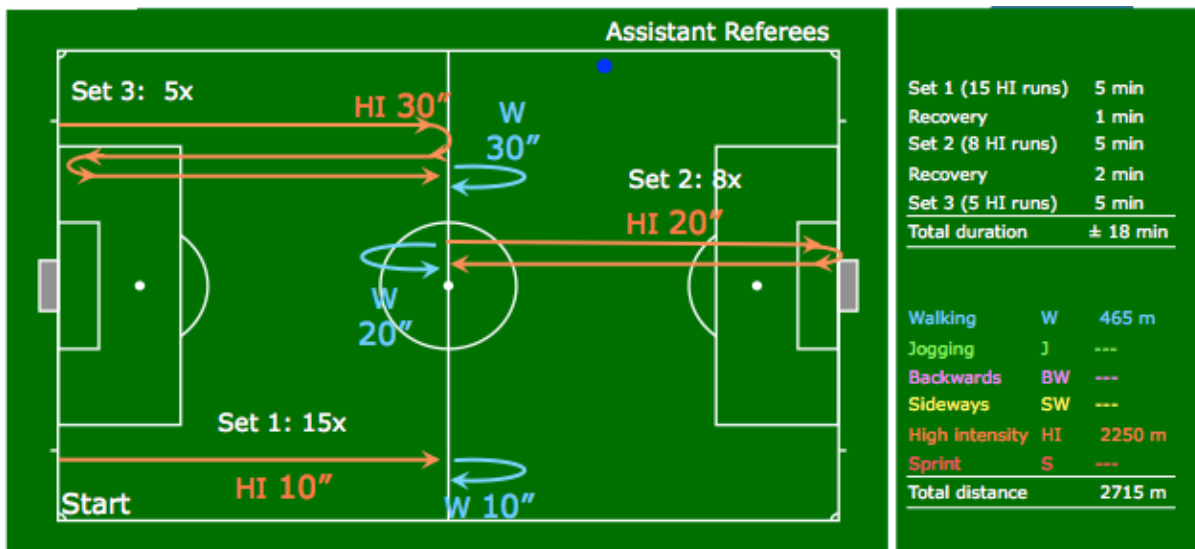 Assistant Referees
Set 3: 5x
HI 30”
W
30”
Set 2: 8x
HI 20”
W
20”
Set 1: 15x
HI 10”
W 10”
Start
Set 1 (15 HI runs) 5 min
Recovery 1 min
Set 2 (8 HI runs) 5 min
Recovery 2 min
Set 3 (5 HI runs) 5 min
Total duration ± 18 min
Walking W 465 m
Jogging J ---
Backwards BW ---
Sideways SW ---
High intensity HI 2250 m
Sprint S ---
Total distance 2715 m